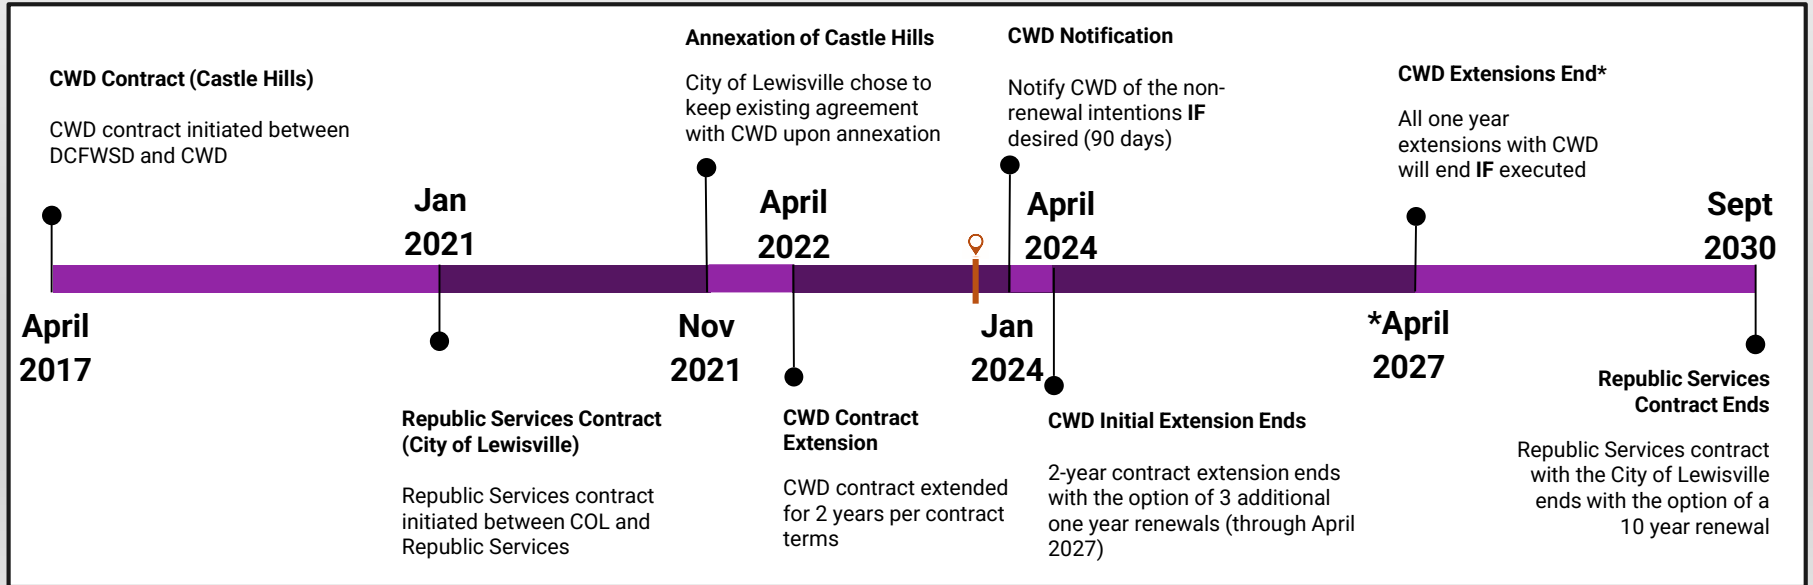 CWD Contract (Castle Hills)
CWD contract initiated between
DCFWSD and CWD
April
2017
Jan
2021
Republic Services Contract
(City of Lewisville)
Republic Services contract
initiated between COL and
Republic Services
Annexation of Castle Hills
City of Lewisville chose to
keep existing agreement
with CWD upon annexation
Nov
2021
April
2022
CWD Contract
Extension
CWD contract extended
for 2 years per contract
terms
CWD Notification
Notify CWD of the non-
renewal intentions IF
desired (90 days)
Jan
2024
April
2024
CWD Initial Extension Ends
2-year contract extension ends
with the option of 3 additional
one year renewals (through April
2027)
CWD Extensions End*
All one year
extensions with CWD
will end IF executed
*April
2027
Sept
2030
Republic Services
Contract Ends
Republic Services contract
with the City of Lewisville
ends with the option of a
10 year renewal